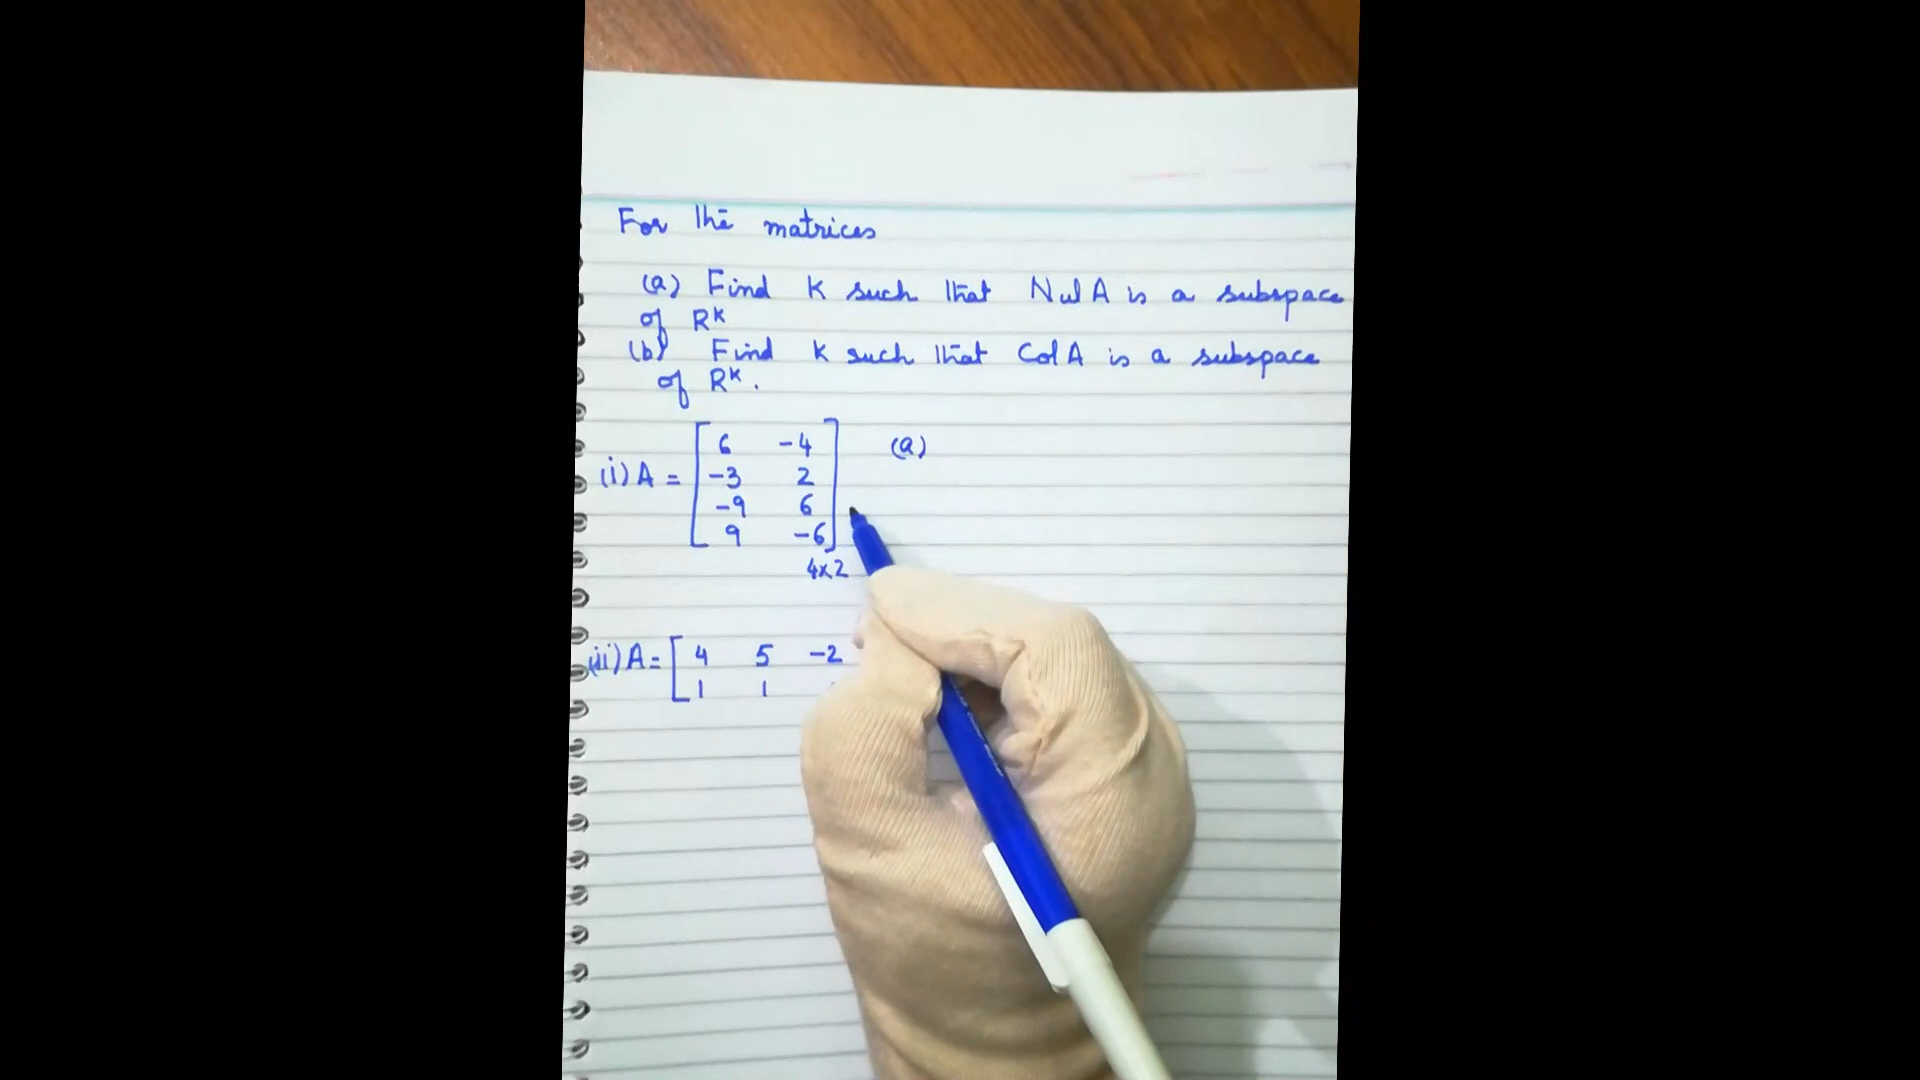 For the matrices
(a) Find K such that Nul A is a subspace
of R^K
(b) Find K such that Col A is a subspace
of R^K.
6 -4 (a)
(i) A = -3 2
-9 6
9 -6
4x2
(ii) A = 4 5 -2
1 1